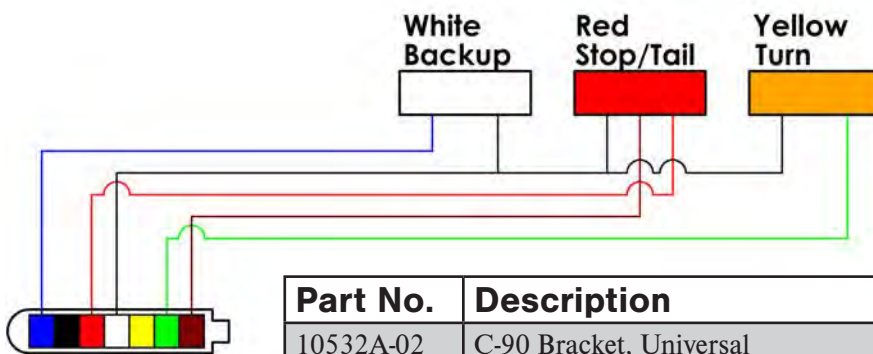 White Backup
Red Stop/Tail
Yellow Turn
Part No. Description
10532A-02 C-90 Bracket, Universal